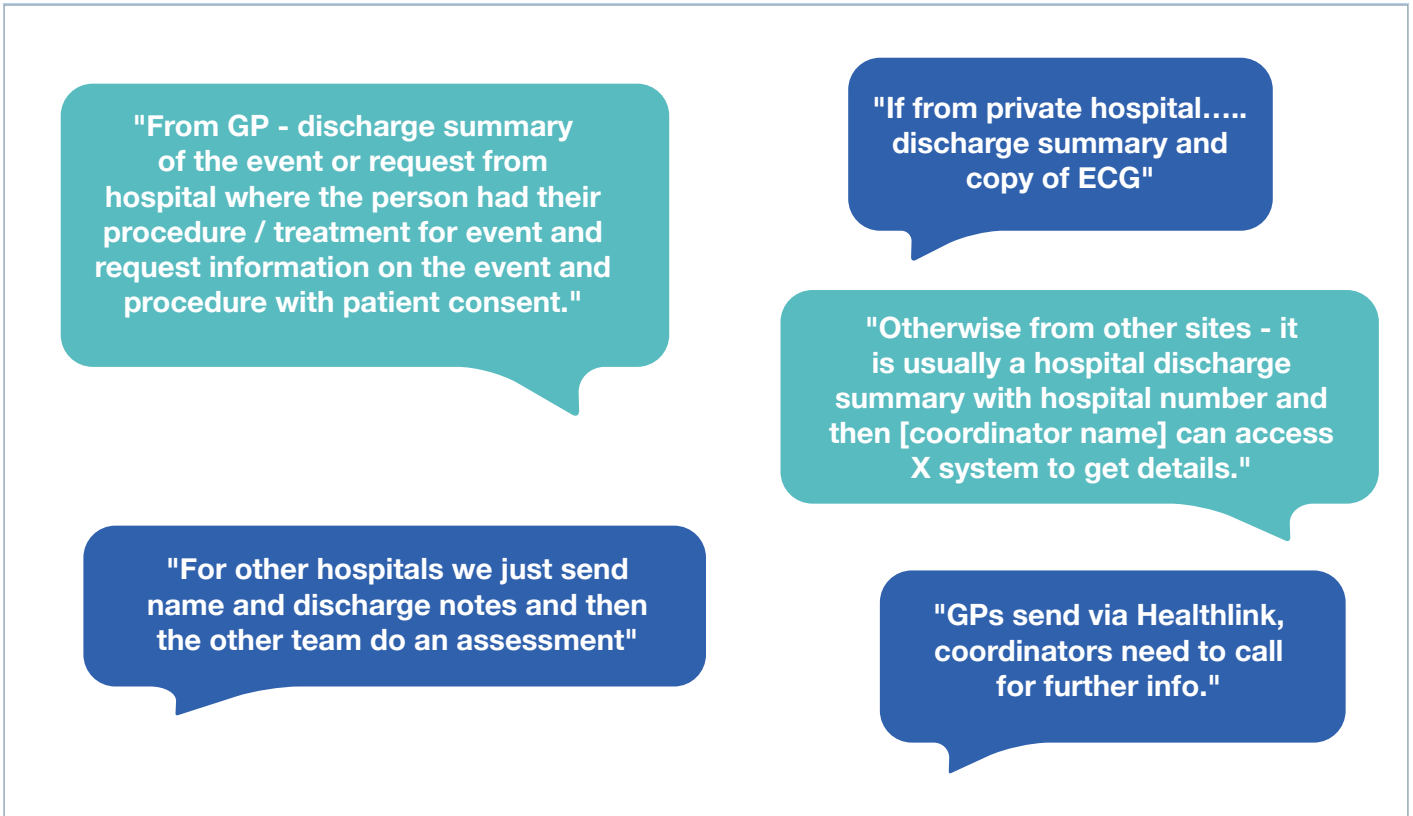 "From GP - discharge summary
of the event or request from
hospital where the person had their
procedure / treatment for event and
request information on the event and
procedure with patient consent."
"If from private hospital.....
discharge summary and
copy of ECG"
"Otherwise from other sites - it
is usually a hospital discharge
summary with hospital number and
then [coordinator name] can access
X system to get details."
"For other hospitals we just send
name and discharge notes and then
the other team do an assessment"
"GPs send via Healthlink,
coordinators need to call
for further info."